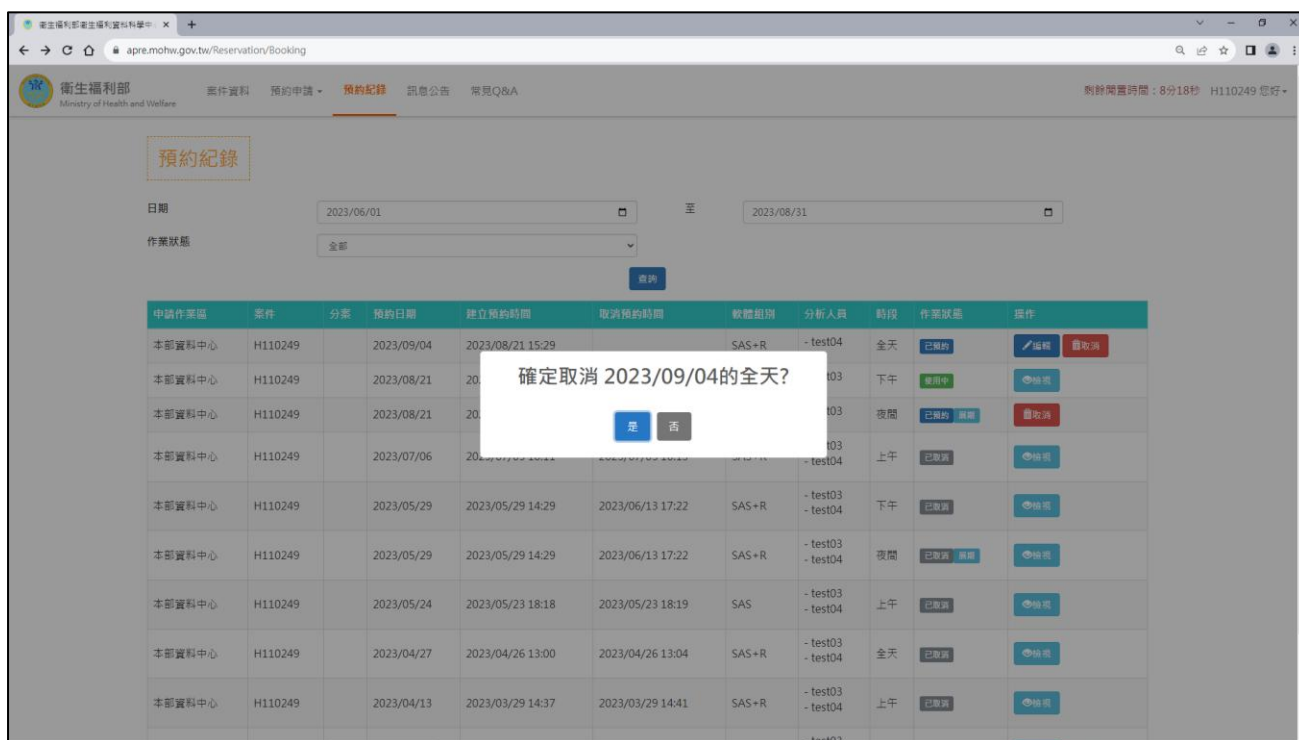 衛生福利部衛生福利資料科學中
apre.mohw.gov.tw/Reservation/Booking
衛生福利部 案件資料 預約申請 預約紀錄 訊息公告 常見Q&A 剩餘閒置時間：8分18秒 H110249 您好
Ministry of Health and Welfare
預約紀錄
日期 2023/06/01 至 2023/08/31
作業狀態 全部
查詢
申請作業區 案件 分案 預約日期 建立預約時間 取消預約時間 軟體組別 分析人員 時段 作業狀態 操作
本部資料中心 H110249 2023/09/04 2023/08/21 15:29 SAS+R - test04 全天 已預約 編輯 取消
確定取消 2023/09/04的全天?
本部資料中心 H110249 2023/08/21 下午 使用中 檢視
是 否
本部資料中心 H110249 2023/08/21 夜間 已預約 展期 取消
本部資料中心 H110249 2023/07/06 - test04 上午 已取消 檢視
本部資料中心 H110249 2023/05/29 2023/05/29 14:29 2023/06/13 17:22 SAS+R - test03 下午 已取消 檢視
- test04
本部資料中心 H110249 2023/05/29 2023/05/29 14:29 2023/06/13 17:22 SAS+R - test03 夜間 已取消 展期 檢視
- test04
本部資料中心 H110249 2023/05/24 2023/05/23 18:18 2023/05/23 18:19 SAS - test03 上午 已取消 檢視
- test04
本部資料中心 H110249 2023/04/27 2023/04/26 13:00 2023/04/26 13:04 SAS+R - test03 全天 已取消 檢視
- test04
本部資料中心 H110249 2023/04/13 2023/03/29 14:37 2023/03/29 14:41 SAS+R - test03 上午 已取消 檢視
- test04